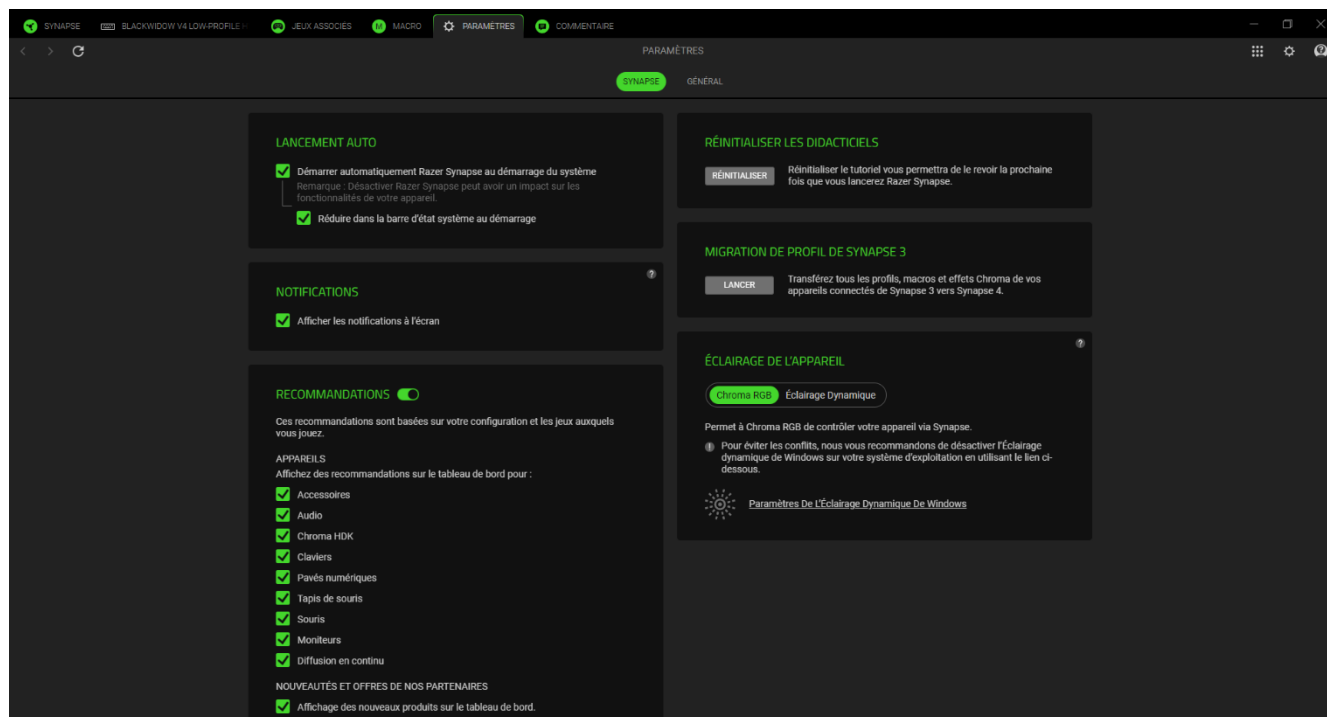 SYNAPSE
BLACKWIDOW V4 LOW-PROFILE H
JEUX ASSOCIÉS
MACRO
PARAMÈTRES
COMMENTAIRE
PARAMÈTRES
SYNAPSE
GÉNÉRAL
LANCEMENT AUTO
Démarrer automatiquement Razer Synapse au démarrage du système
Remarque : Désactiver Razer Synapse peut avoir un impact sur les
fonctionnalités de votre appareil.
Réduire dans la barre d'état système au démarrage
NOTIFICATIONS
?
Afficher les notifications à l'écran
RECOMMANDATIONS
Ces recommandations sont basées sur votre configuration et les jeux auxquels
vous jouez.
APPAREILS
Affichez des recommandations sur le tableau de bord pour :
Accessoires
Audio
Chroma HDK
Claviers
Pavés numériques
Tapis de souris
Souris
Moniteurs
Diffusion en continu
NOUVEAUTÉS ET OFFRES DE NOS PARTENAIRES
Affichage des nouveaux produits sur le tableau de bord.
RÉINITIALISER LES DIDACTICIELS
RÉINITIALISER
Réinitialiser le tutoriel vous permettra de le revoir la prochaine
fois que vous lancerez Razer Synapse.
MIGRATION DE PROFIL DE SYNAPSE 3
LANCER
Transférez tous les profils, macros et effets Chroma de vos
appareils connectés de Synapse 3 vers Synapse 4.
?
ÉCLAIRAGE DE L'APPAREIL
Chroma RGB
Éclairage Dynamique
Permet à Chroma RGB de contrôler votre appareil via Synapse.
Pour éviter les conflits, nous vous recommandons de désactiver l'Éclairage
dynamique de Windows sur votre système d'exploitation en utilisant le lien ci-
dessous.
Paramètres De L'Éclairage Dynamique De Windows